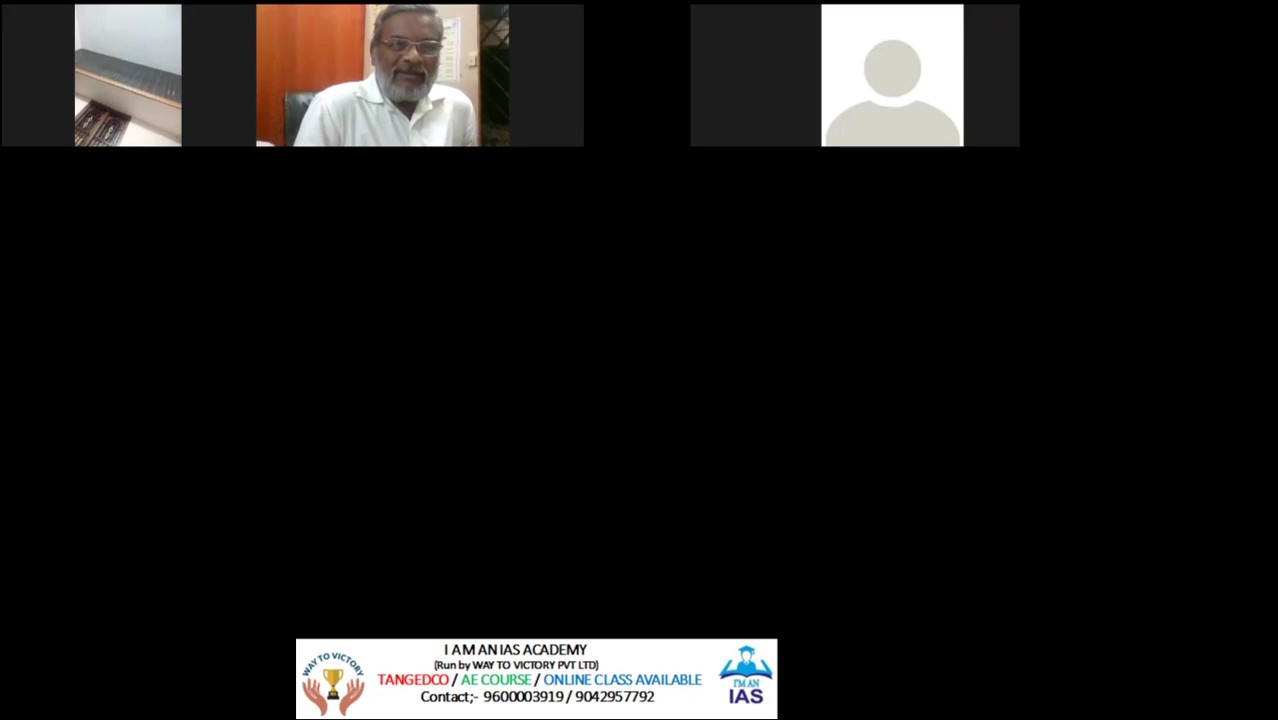 I AM AN IAS ACADEMY
(Run by WAY TO VICTORY PVT LTD)
TANGEDCO / AE COURSE / ONLINE CLASS AVAILABLE
Contact;- 9600003919 / 9042957792
WAY TO VICTORY
I'M AN
IAS